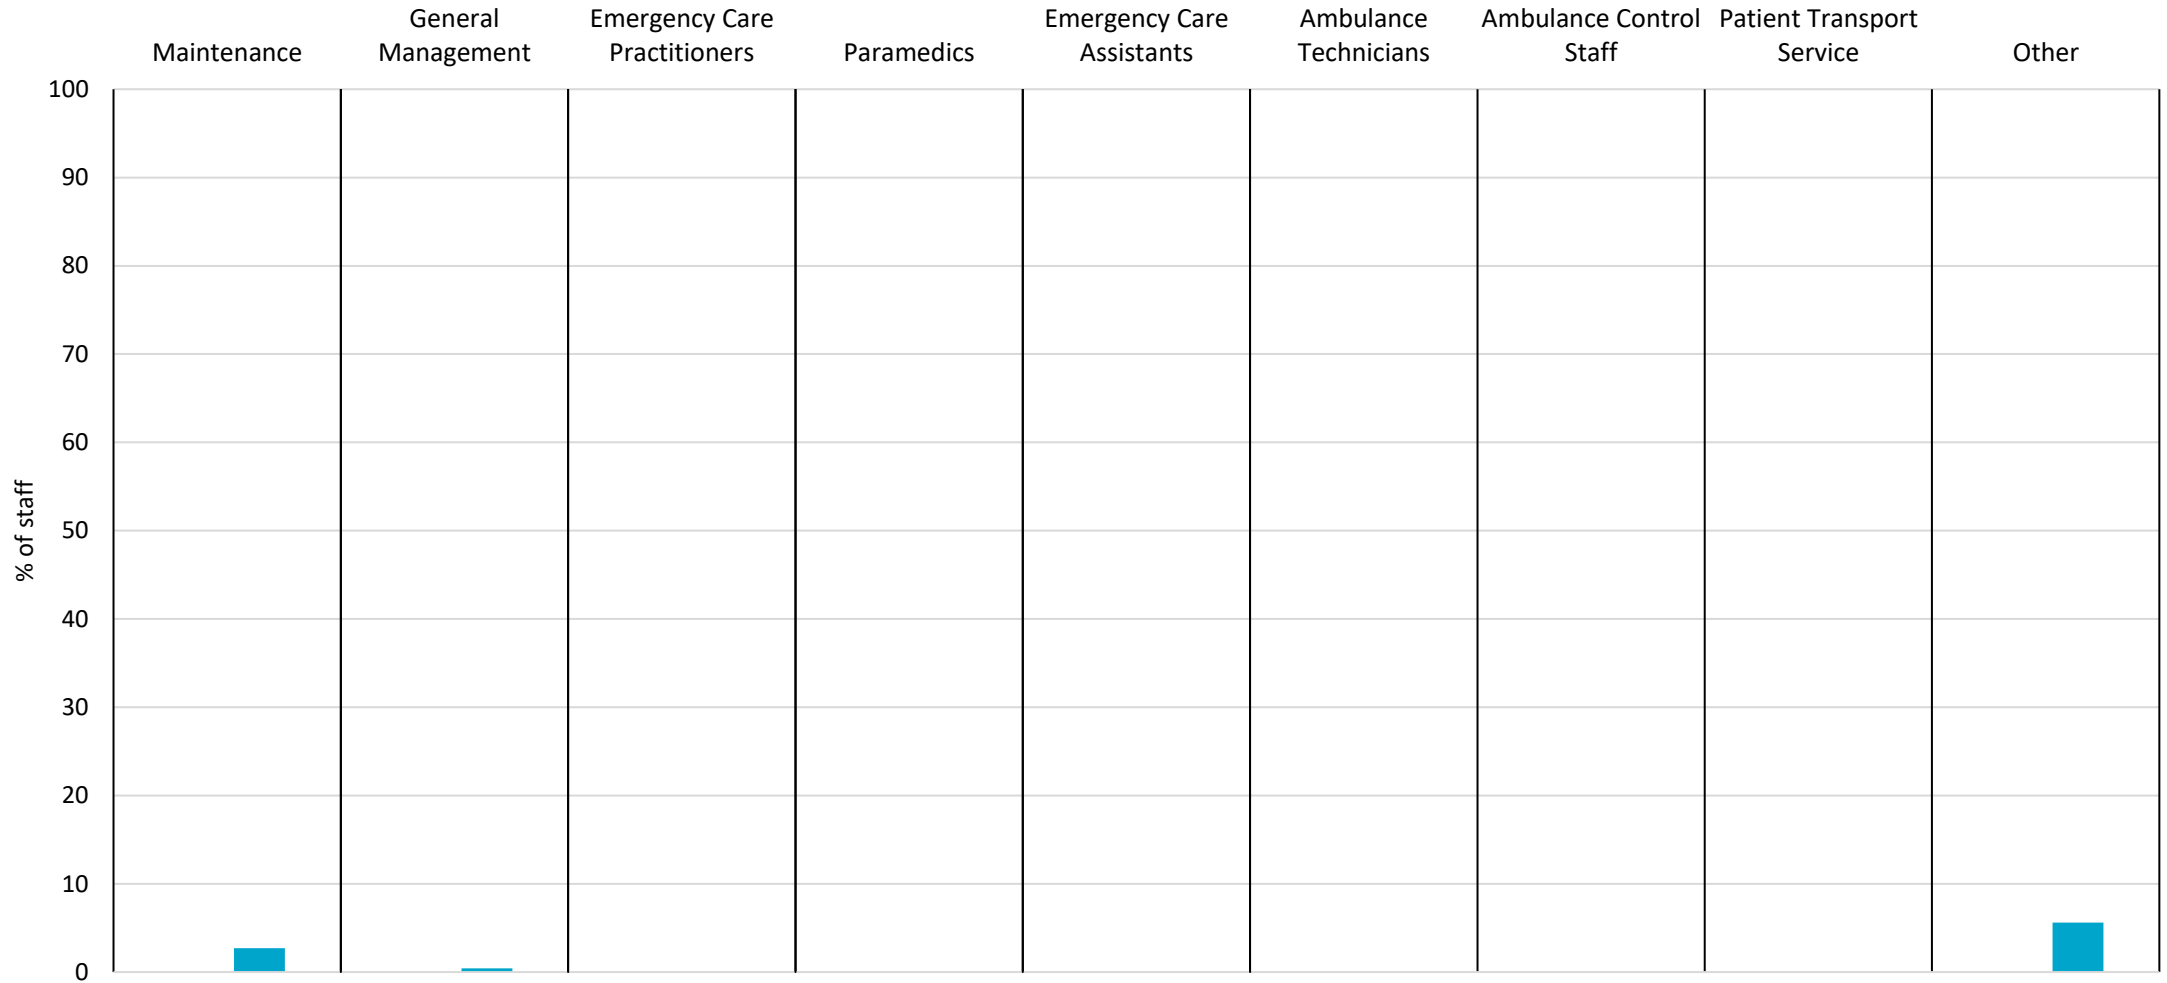 Maintenance
General
Management
Emergency Care
Practitioners
Paramedics
Emergency Care
Assistants
Ambulance
Technicians
Ambulance Control
Staff
Patient Transport
Service
Other
% of staff
100
90
80
70
60
50
40
30
20
10
0